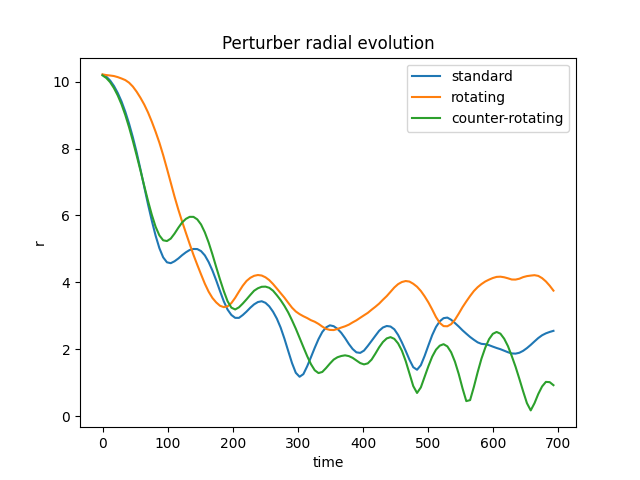 Perturber radial evolution
standard
rotating
counter-rotating
10
8
6
4
2
0
r
0 100 200 300 400 500 600 700
time